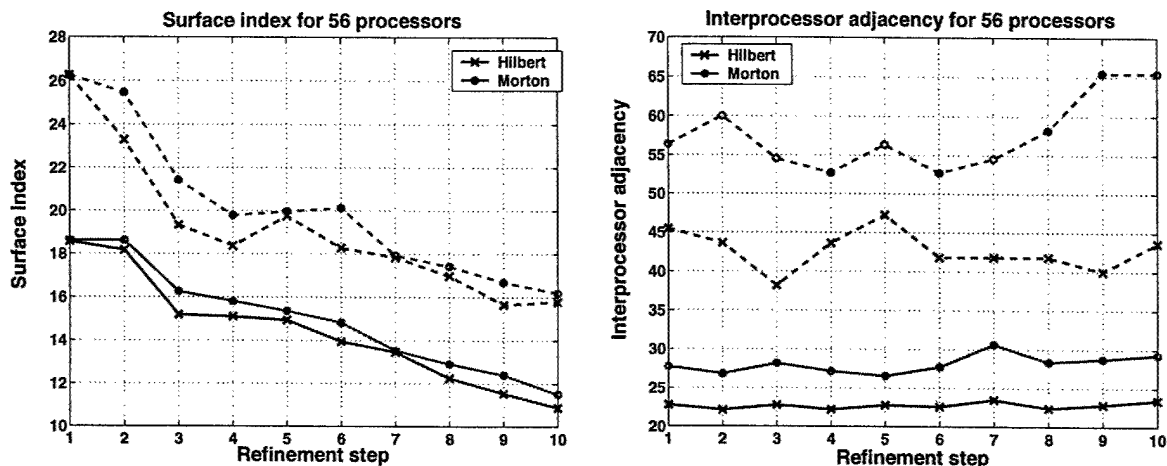 Surface index for 56 processors
28
26
24
22
20
18
16
14
12
10
Surface index
Hilbert
Morton
1 2 3 4 5 6 7 8 9 10
Refinement step
Interprocessor adjacency for 56 processors
70
65
60
55
50
45
40
35
30
25
20
Interprocessor adjacency
Hilbert
Morton
1 2 3 4 5 6 7 8 9 10
Refinement step